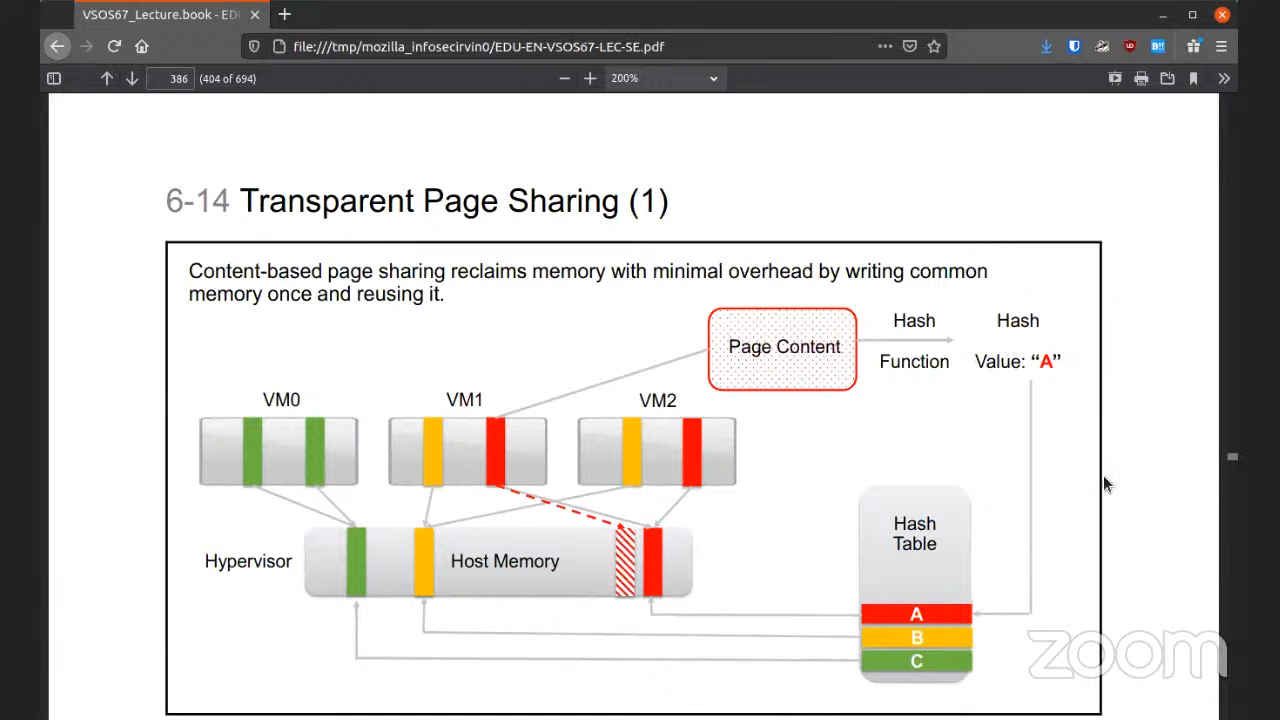 VSOS67_Lecture.book - ED
file:///tmp/mozilla_infosecirvin0/EDU-EN-VSOS67-LEC-SE.pdf
386 (404 of 694)
200%
6-14 Transparent Page Sharing (1)
Content-based page sharing reclaims memory with minimal overhead by writing common
memory once and reusing it.
Page Content
Hash
Function
Hash
Value: “A”
VM0
VM1
VM2
Hypervisor
Host Memory
Hash
Table
A
B
C
zoom